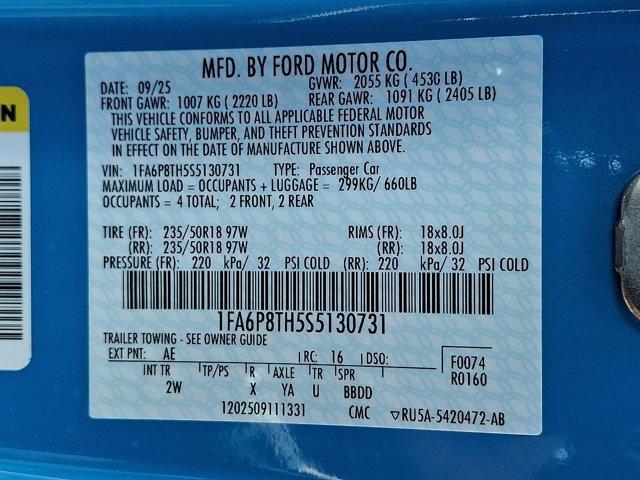 N
MFD. BY FORD MOTOR CO.
DATE: 09/25 GVWR: 2055 KG (4530 LB)
FRONT GAWR: 1007 KG (2220 LB) REAR GAWR: 1091 KG (2405 LB)
THIS VEHICLE CONFORMS TO ALL APPLICABLE FEDERAL MOTOR
VEHICLE SAFETY, BUMPER, AND THEFT PREVENTION STANDARDS
IN EFFECT ON THE DATE OF MANUFACTURE SHOWN ABOVE.
VIN: 1FA6P8TH5S5130731 TYPE: Passenger Car
MAXIMUM LOAD = OCCUPANTS + LUGGAGE = 299KG/ 660LB
OCCUPANTS = 4 TOTAL; 2 FRONT, 2 REAR
TIRE (FR): 235/50R18 97W RIMS (FR): 18x8.0J
(RR): 235/50R18 97W (RR): 18x8.0J
PRESSURE (FR): 220 kPa/ 32 PSI COLD (RR): 220 kPa/ 32 PSI COLD
1FA6P8TH5S5130731
TRAILER TOWING - SEE OWNER GUIDE
EXT PNT: AE RC: 16 DSO: F0074
INT TR TP/PS R AXLE TR SPR R0160
2W X YA U BBDD
1202509111331 CMC ▽RU5A-5420472-AB